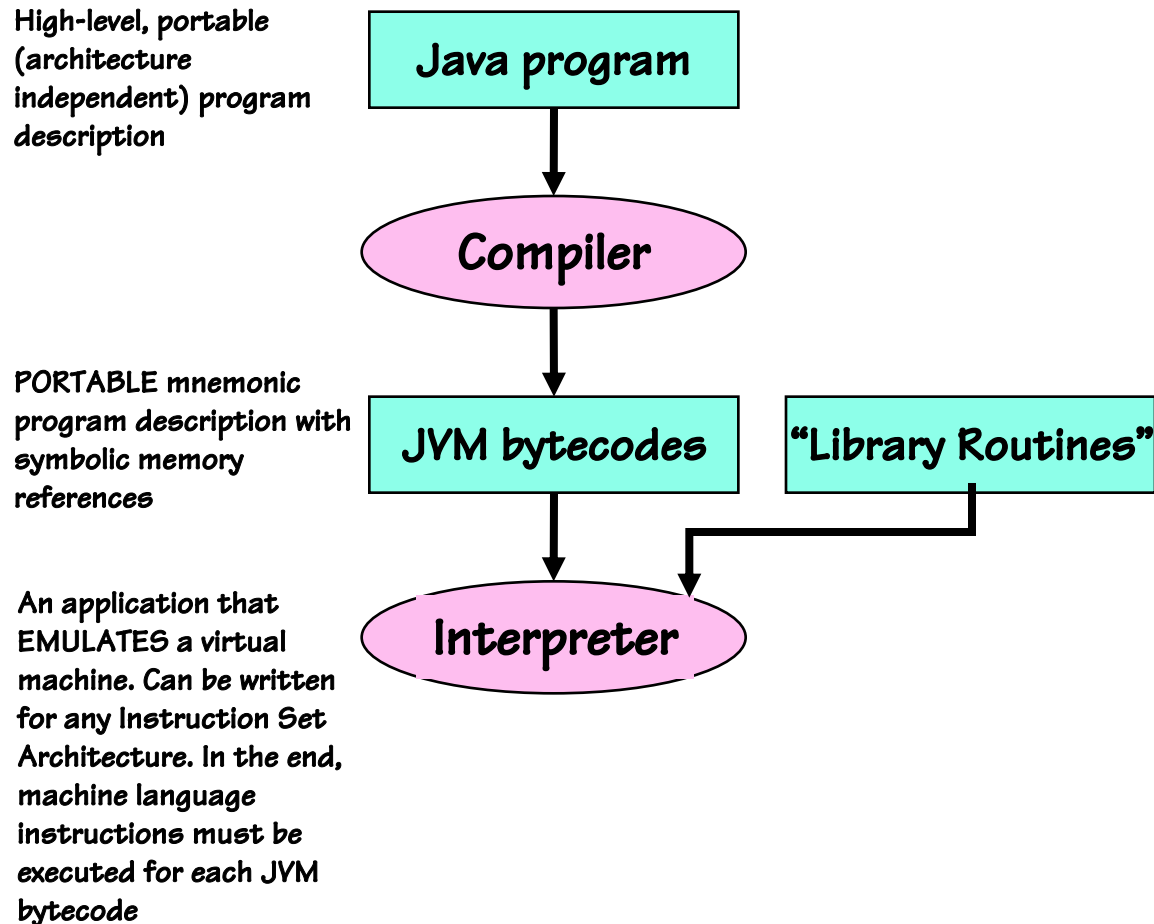 High-level, portable
(architecture
independent) program
description
Java program
Compiler
PORTABLE mnemonic
program description with
symbolic memory
references
JVM bytecodes
“Library Routines”
An application that
EMULATES a virtual
machine. Can be written
for any Instruction Set
Architecture. In the end,
machine language
instructions must be
executed for each JVM
bytecode
Interpreter